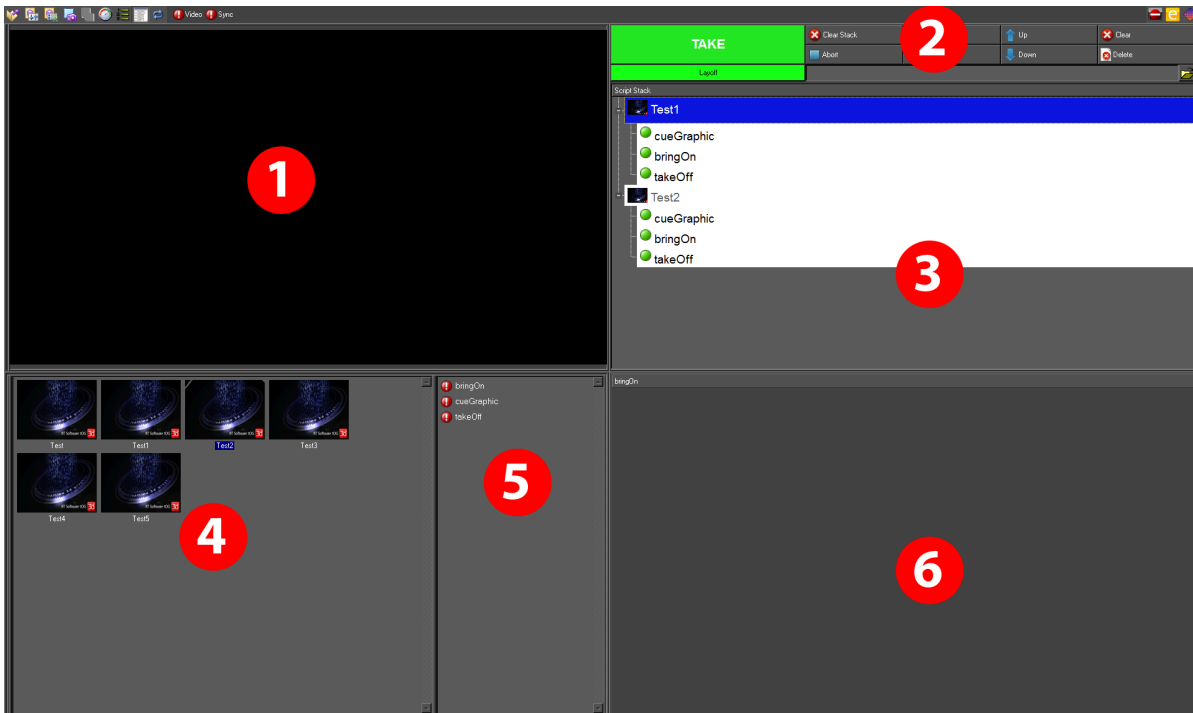 Video Sync
1
TAKE
Clear Stack
Up
Clear
2
Abort
Down
Delete
Layoff
Script Stack
Test1
cueGraphic
bringOn
takeOff
Test2
cueGraphic
bringOn
takeOff
3
Test
Test1
Test2
Test3
Test4
Test5
4
bringOn
cueGraphic
takeOff
5
bringOn
6